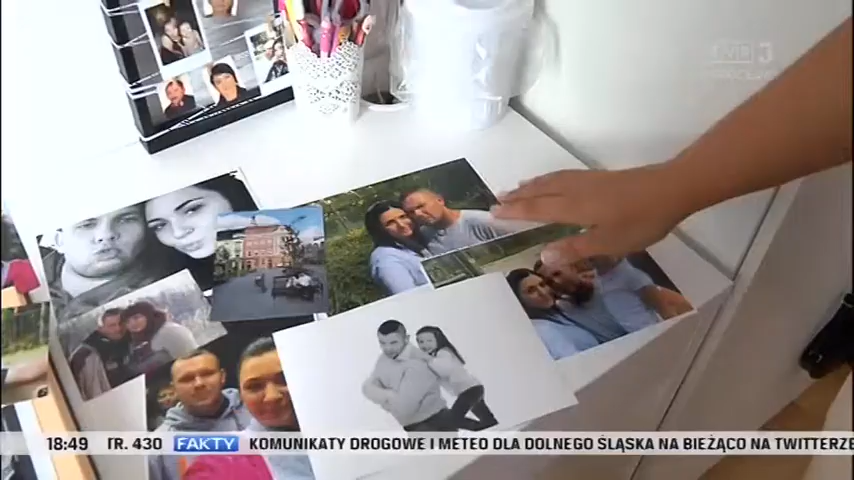 18:49 TR. 430 FAKTY KOMUNIKATY DROGOWE I METEO DLA DOLNEGO ŚLĄSKA NA BIEŻĄCO NA TWITTERZE